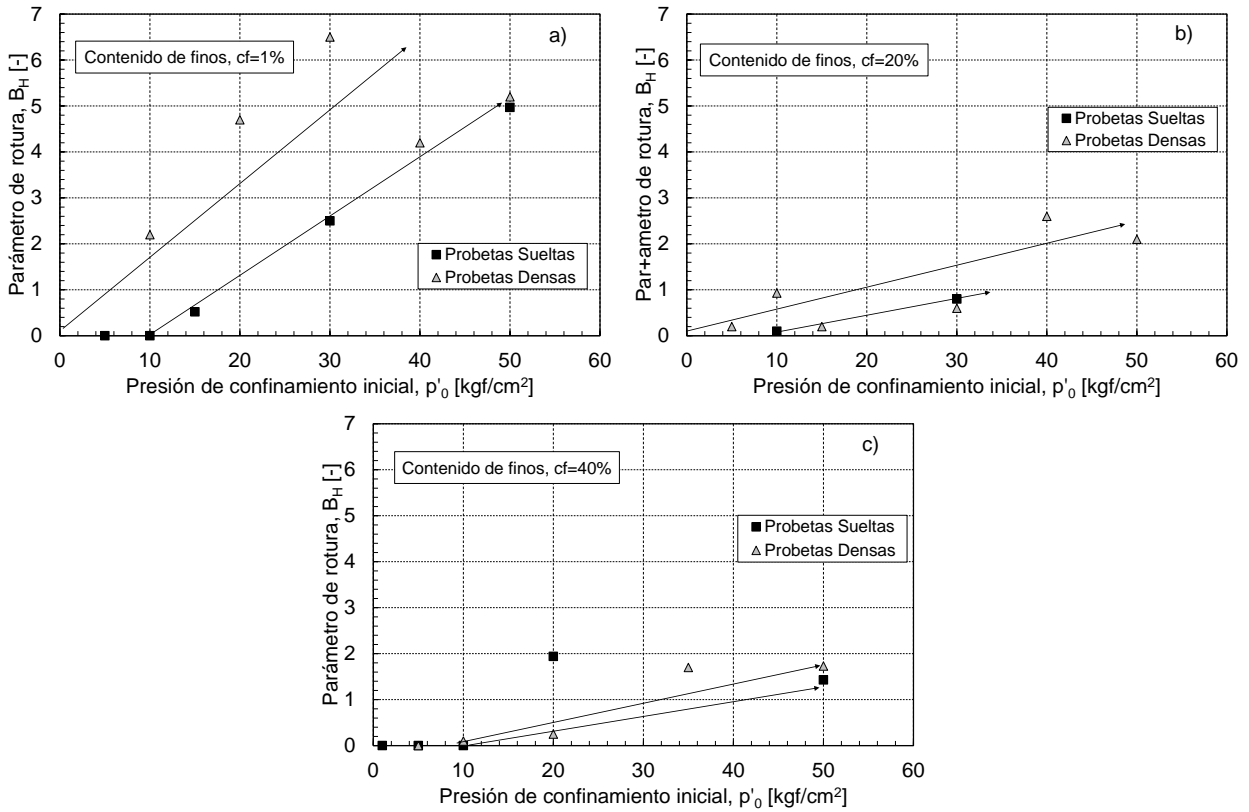 7
6
5
4
3
2
1
0
Parámetro de rotura, B_H [-]
Contenido de finos, cf=1%
a)
Probetas Sueltas
Probetas Densas
0 10 20 30 40 50 60
Presión de confinamiento inicial, p'_0 [kgf/cm²]
7
6
5
4
3
2
1
0
Par+ametro de rotura, B_H [-]
Contenido de finos, cf=20%
b)
Probetas Sueltas
Probetas Densas
0 10 20 30 40 50 60
Presión de confinamiento inicial, p'_0 [kgf/cm²]
7
6
5
4
3
2
1
0
Parámetro de rotura, B_H [-]
Contenido de finos, cf=40%
c)
Probetas Sueltas
Probetas Densas
0 10 20 30 40 50 60
Presión de confinamiento inicial, p'_0 [kgf/cm²]